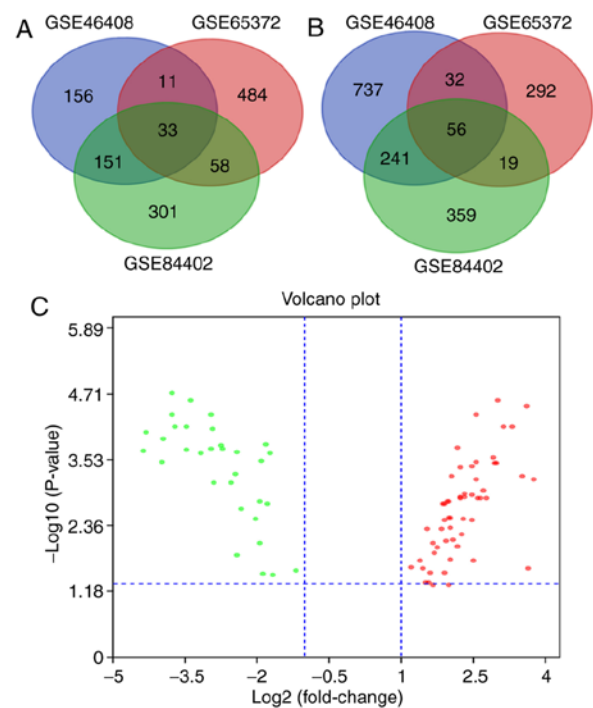 A GSE46408 GSE65372 B GSE46408 GSE65372
156 11 484 737 32 292
33 56
151 58 241 19
301 359
GSE84402 GSE84402
C Volcano plot
5.89
4.71
3.53
2.36
1.18
0
−Log10 (P-value)
−5 −3.5 −2 −0.5 1 2.5 4
Log2 (fold-change)